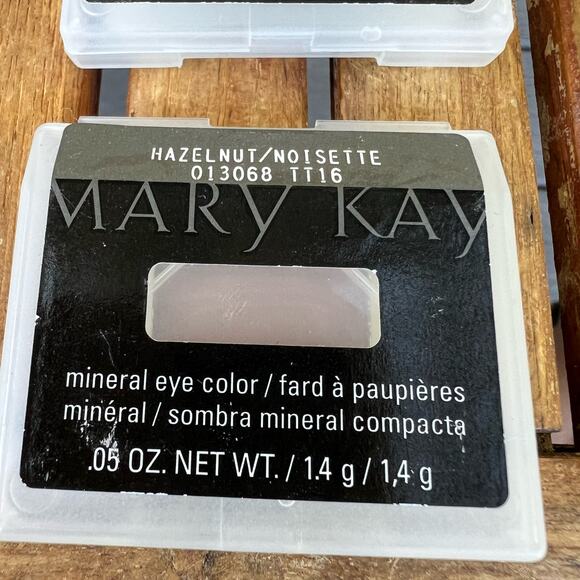 HAZELNUT/NOISETTE
013068 TT16
MARY KAY
mineral eye color / fard à paupières
minéral / sombra mineral compacta
.05 OZ. NET WT. / 1.4 g / 1,4 g